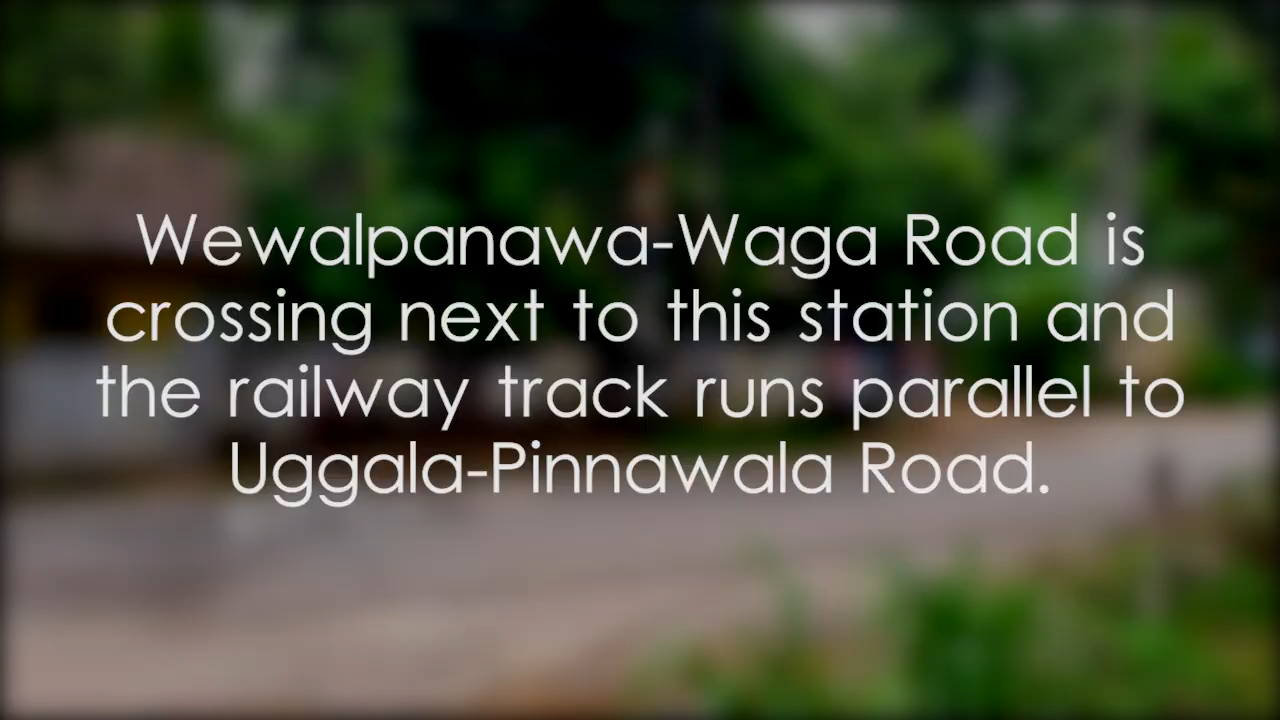 Wewalpanawa-Waga Road is
crossing next to this station and
the railway track runs parallel to
Uggala-Pinnawala Road.